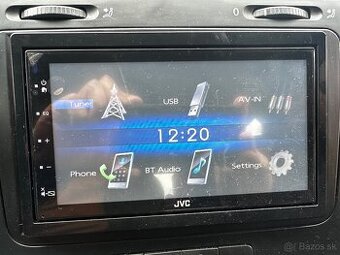 Tuner
USB
AV-IN
12:20
Phone
BT Audio
Settings
JVC
© Bazos.sk